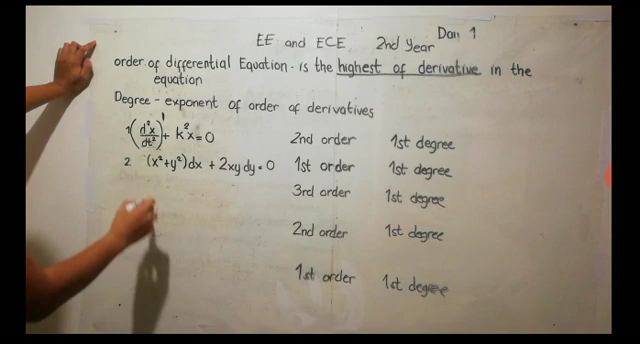 EE and ECE 2nd Year Day 1
order of differential Equation - is the highest of derivative in the
equation
Degree - exponent of order of derivatives
1 (d²x/dt²)¹ + k²x = 0 2nd order 1st degree
2 (x²+y²)dx + 2xydy = 0 1st order 1st degree
3rd order 1st degree
2nd order 1st degree
1st order 1st degree